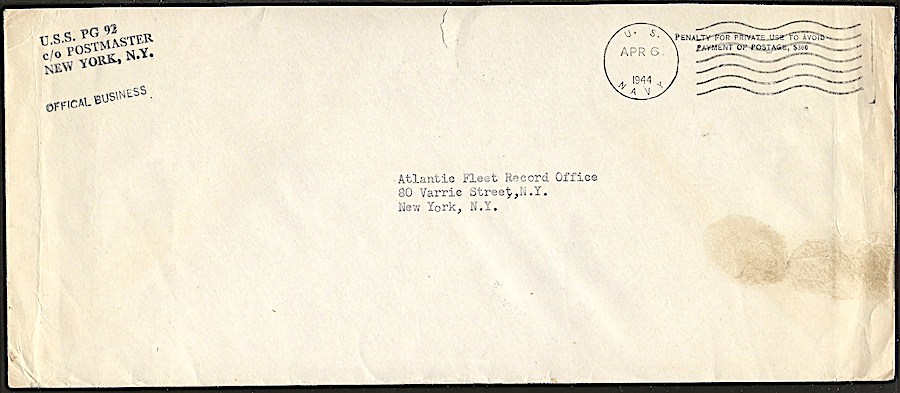 U.S.S. PG 92
c/o POSTMASTER
NEW YORK, N.Y.
OFFICAL BUSINESS
U. S.
APR 6
1944
NAVY
PENALTY FOR PRIVATE USE TO AVOID
PAYMENT OF POSTAGE, $300
Atlantic Fleet Record Office
80 Varric Street,N.Y.
New York, N.Y.